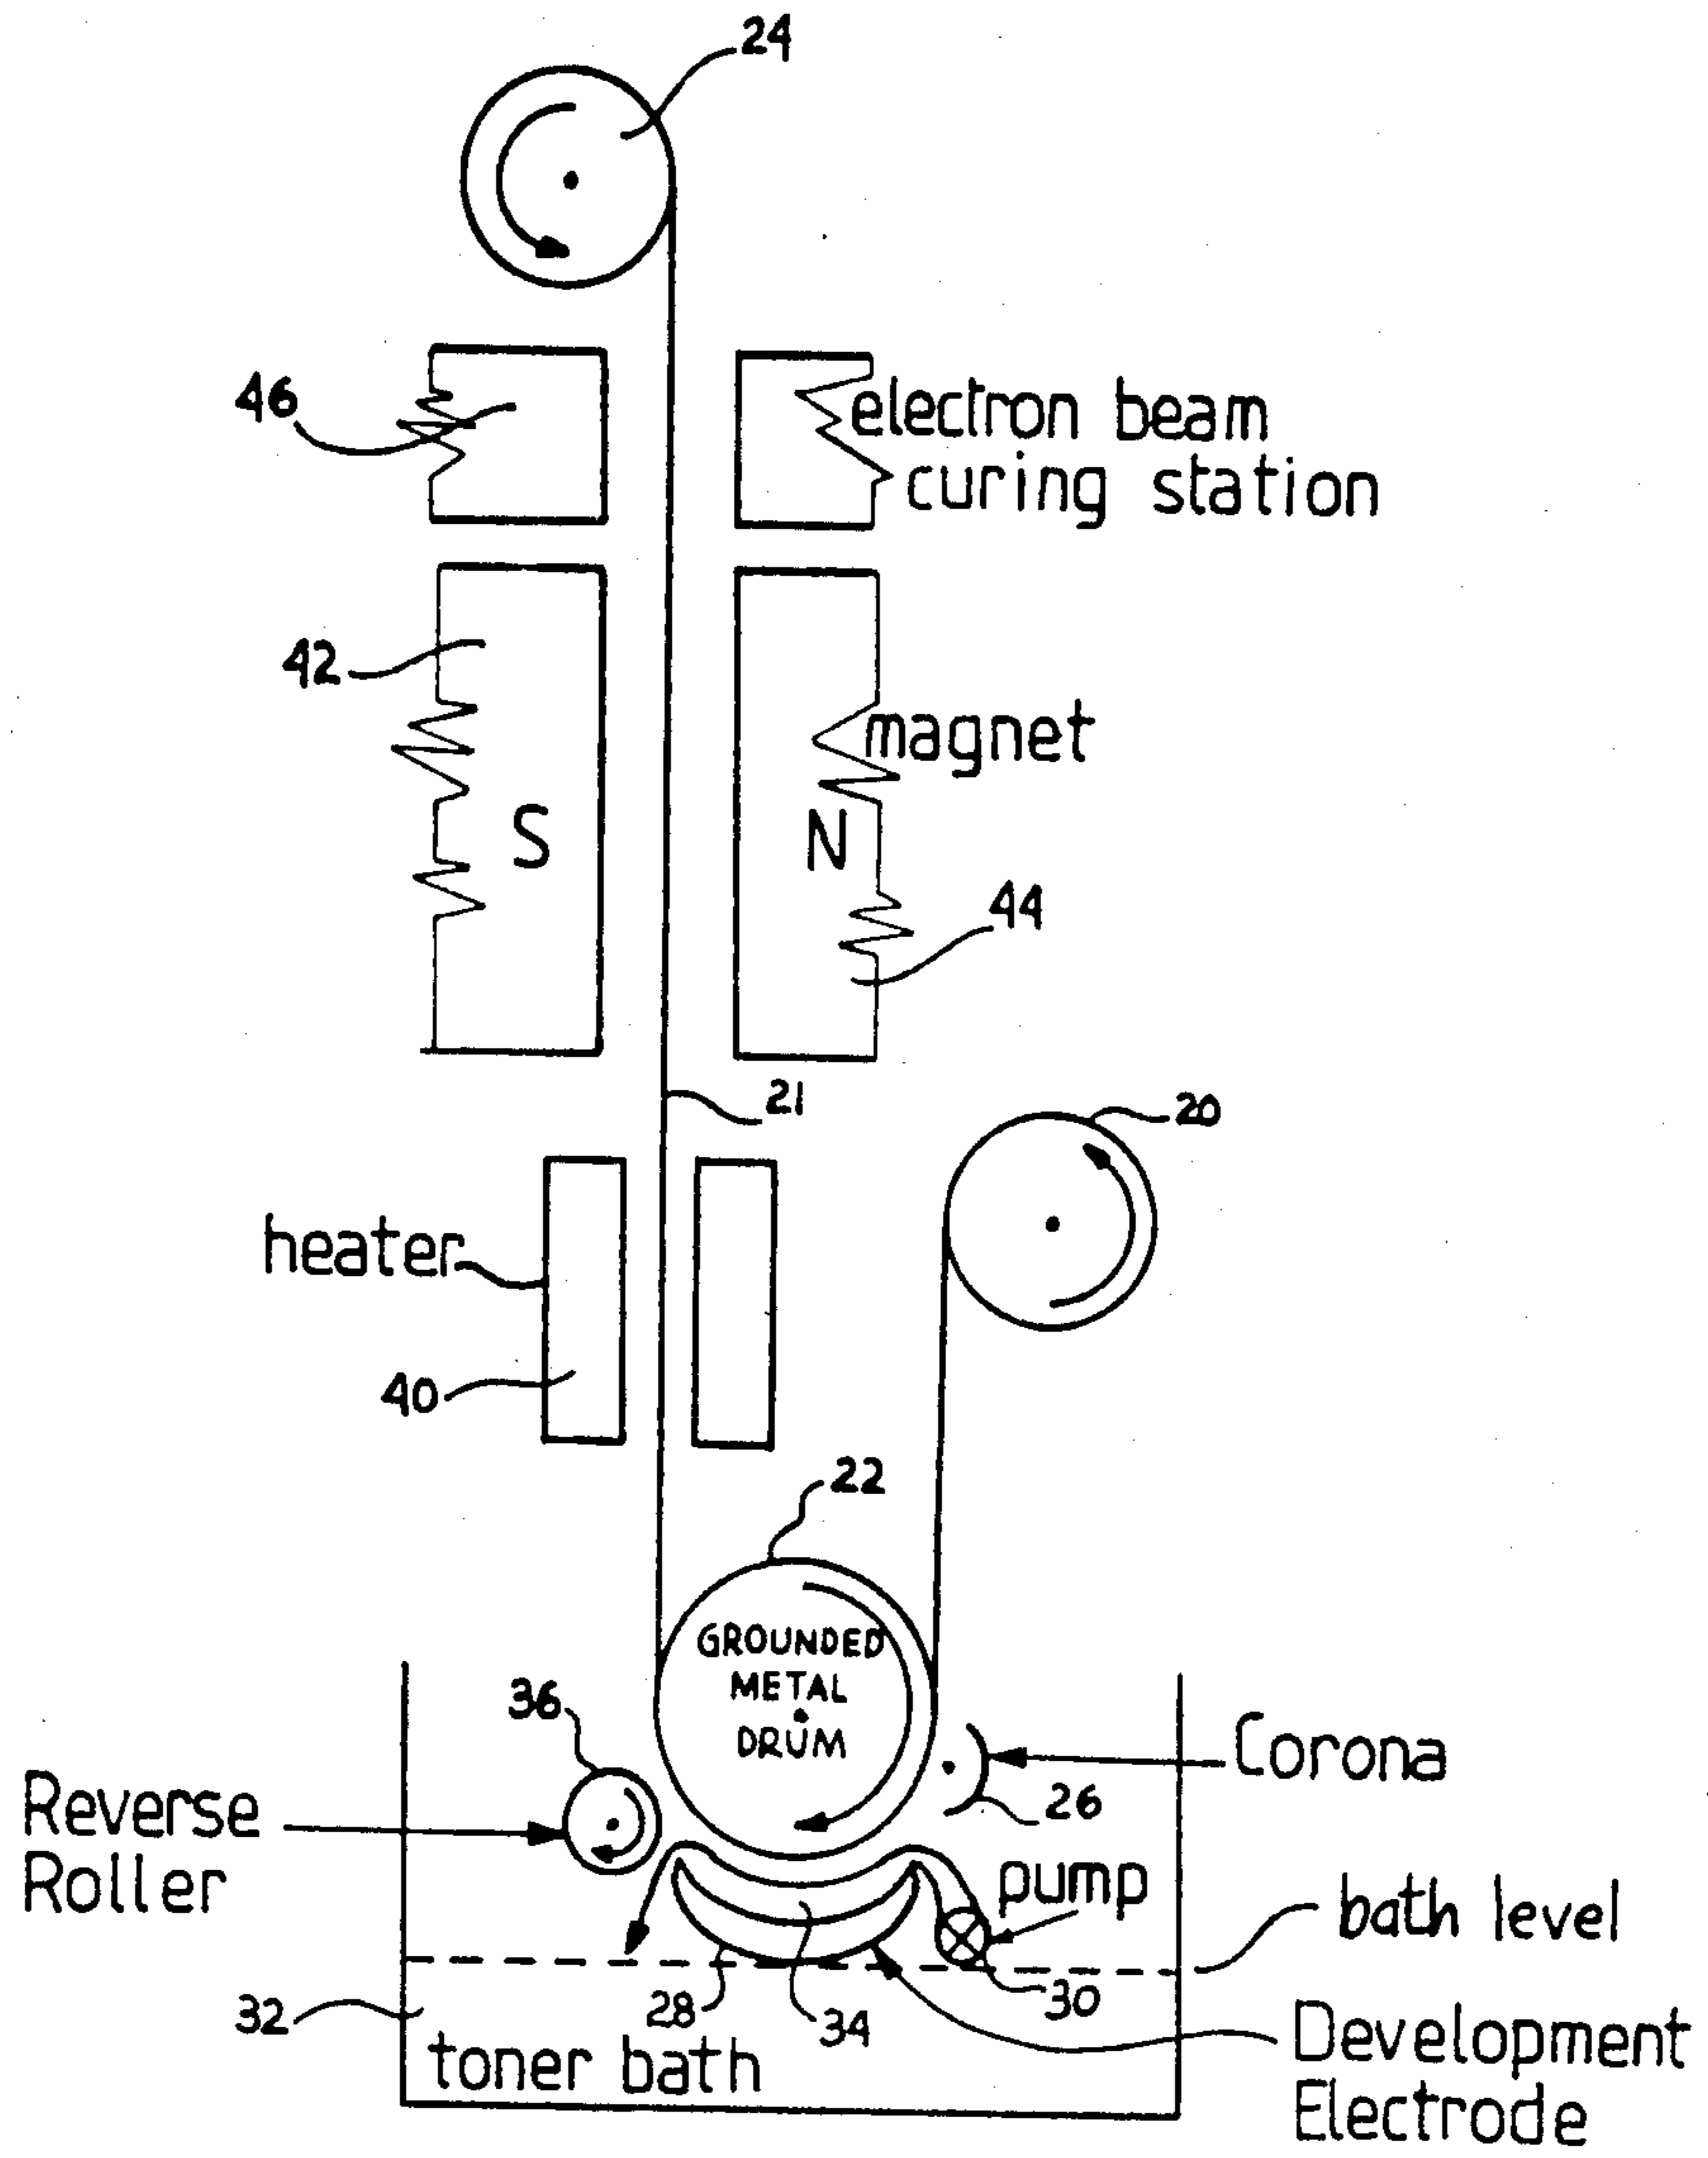 24
46
electron beam
curing station
42
magnet
S
N
44
21
20
heater
40
22
GROUNDED
METAL
DRUM
36
Corona
26
Reverse
Roller
pump
bath level
30
28
34
32
toner bath
Development
Electrode